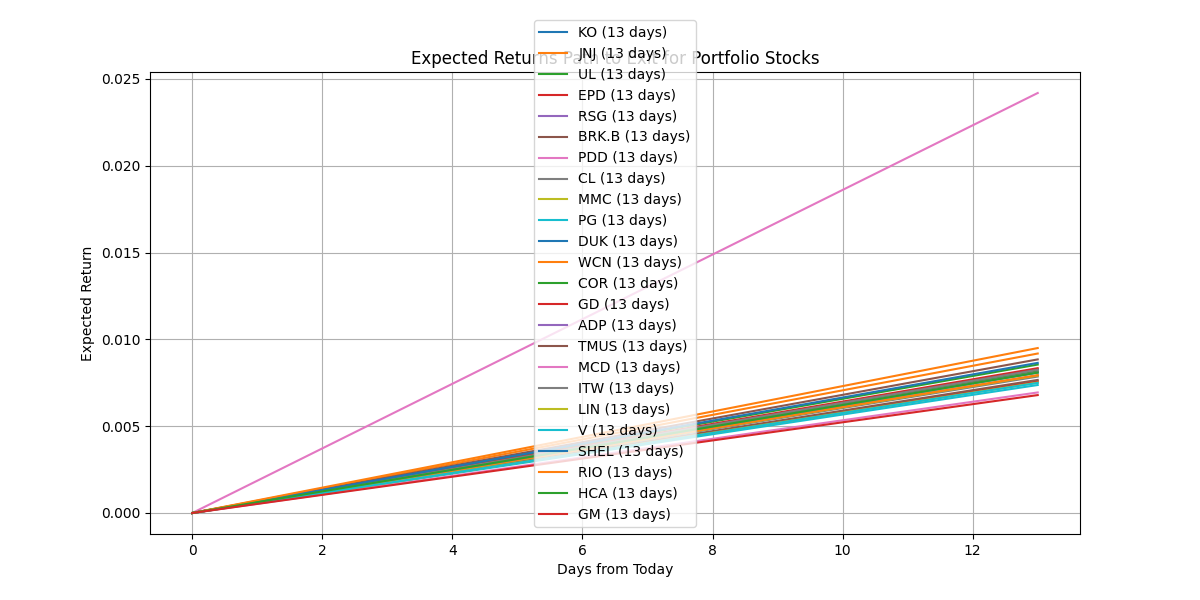 Expected Returns Path to Exit for Portfolio Stocks
KO (13 days)
JNJ (13 days)
UL (13 days)
EPD (13 days)
RSG (13 days)
BRK.B (13 days)
PDD (13 days)
CL (13 days)
MMC (13 days)
PG (13 days)
DUK (13 days)
WCN (13 days)
COR (13 days)
GD (13 days)
ADP (13 days)
TMUS (13 days)
MCD (13 days)
ITW (13 days)
LIN (13 days)
V (13 days)
SHEL (13 days)
RIO (13 days)
HCA (13 days)
GM (13 days)
Expected Return
0.025
0.020
0.015
0.010
0.005
0.000
0
2
4
6
8
10
12
Days from Today